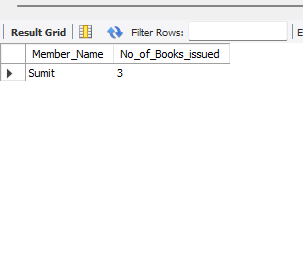 Result Grid Filter Rows: E
Member_Name No_of_Books_issued
Sumit 3